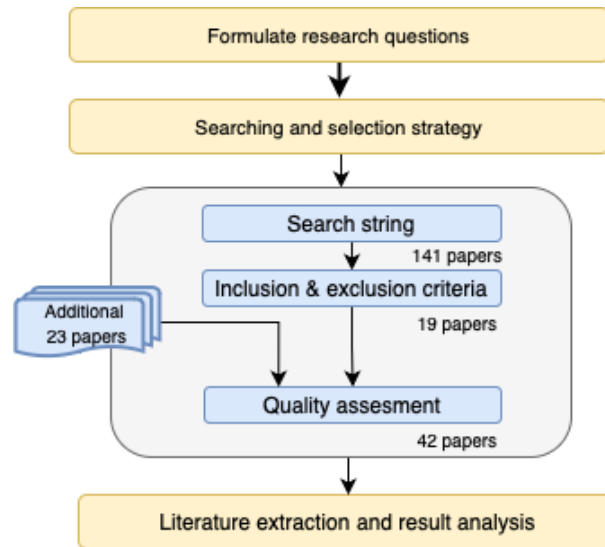 Formulate research questions
Searching and selection strategy
Search string
141 papers
Inclusion & exclusion criteria
19 papers
Additional
23 papers
Quality assesment
42 papers
Literature extraction and result analysis